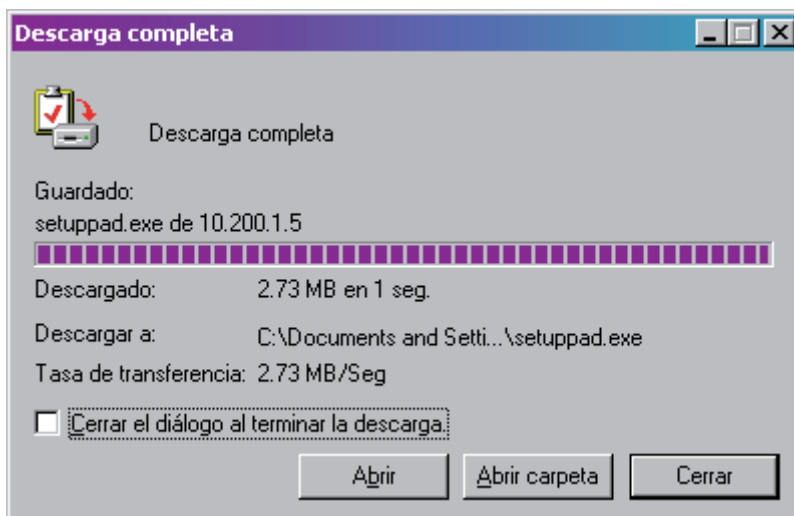 Descarga completa
Descarga completa
Guardado:
setuppad.exe de 10.200.1.5
Descargado: 2.73 MB en 1 seg.
Descargar a: C:\Documents and Setti...\setuppad.exe
Tasa de transferencia: 2.73 MB/Seg
Cerrar el diálogo al terminar la descarga.
Abrir Abrir carpeta Cerrar